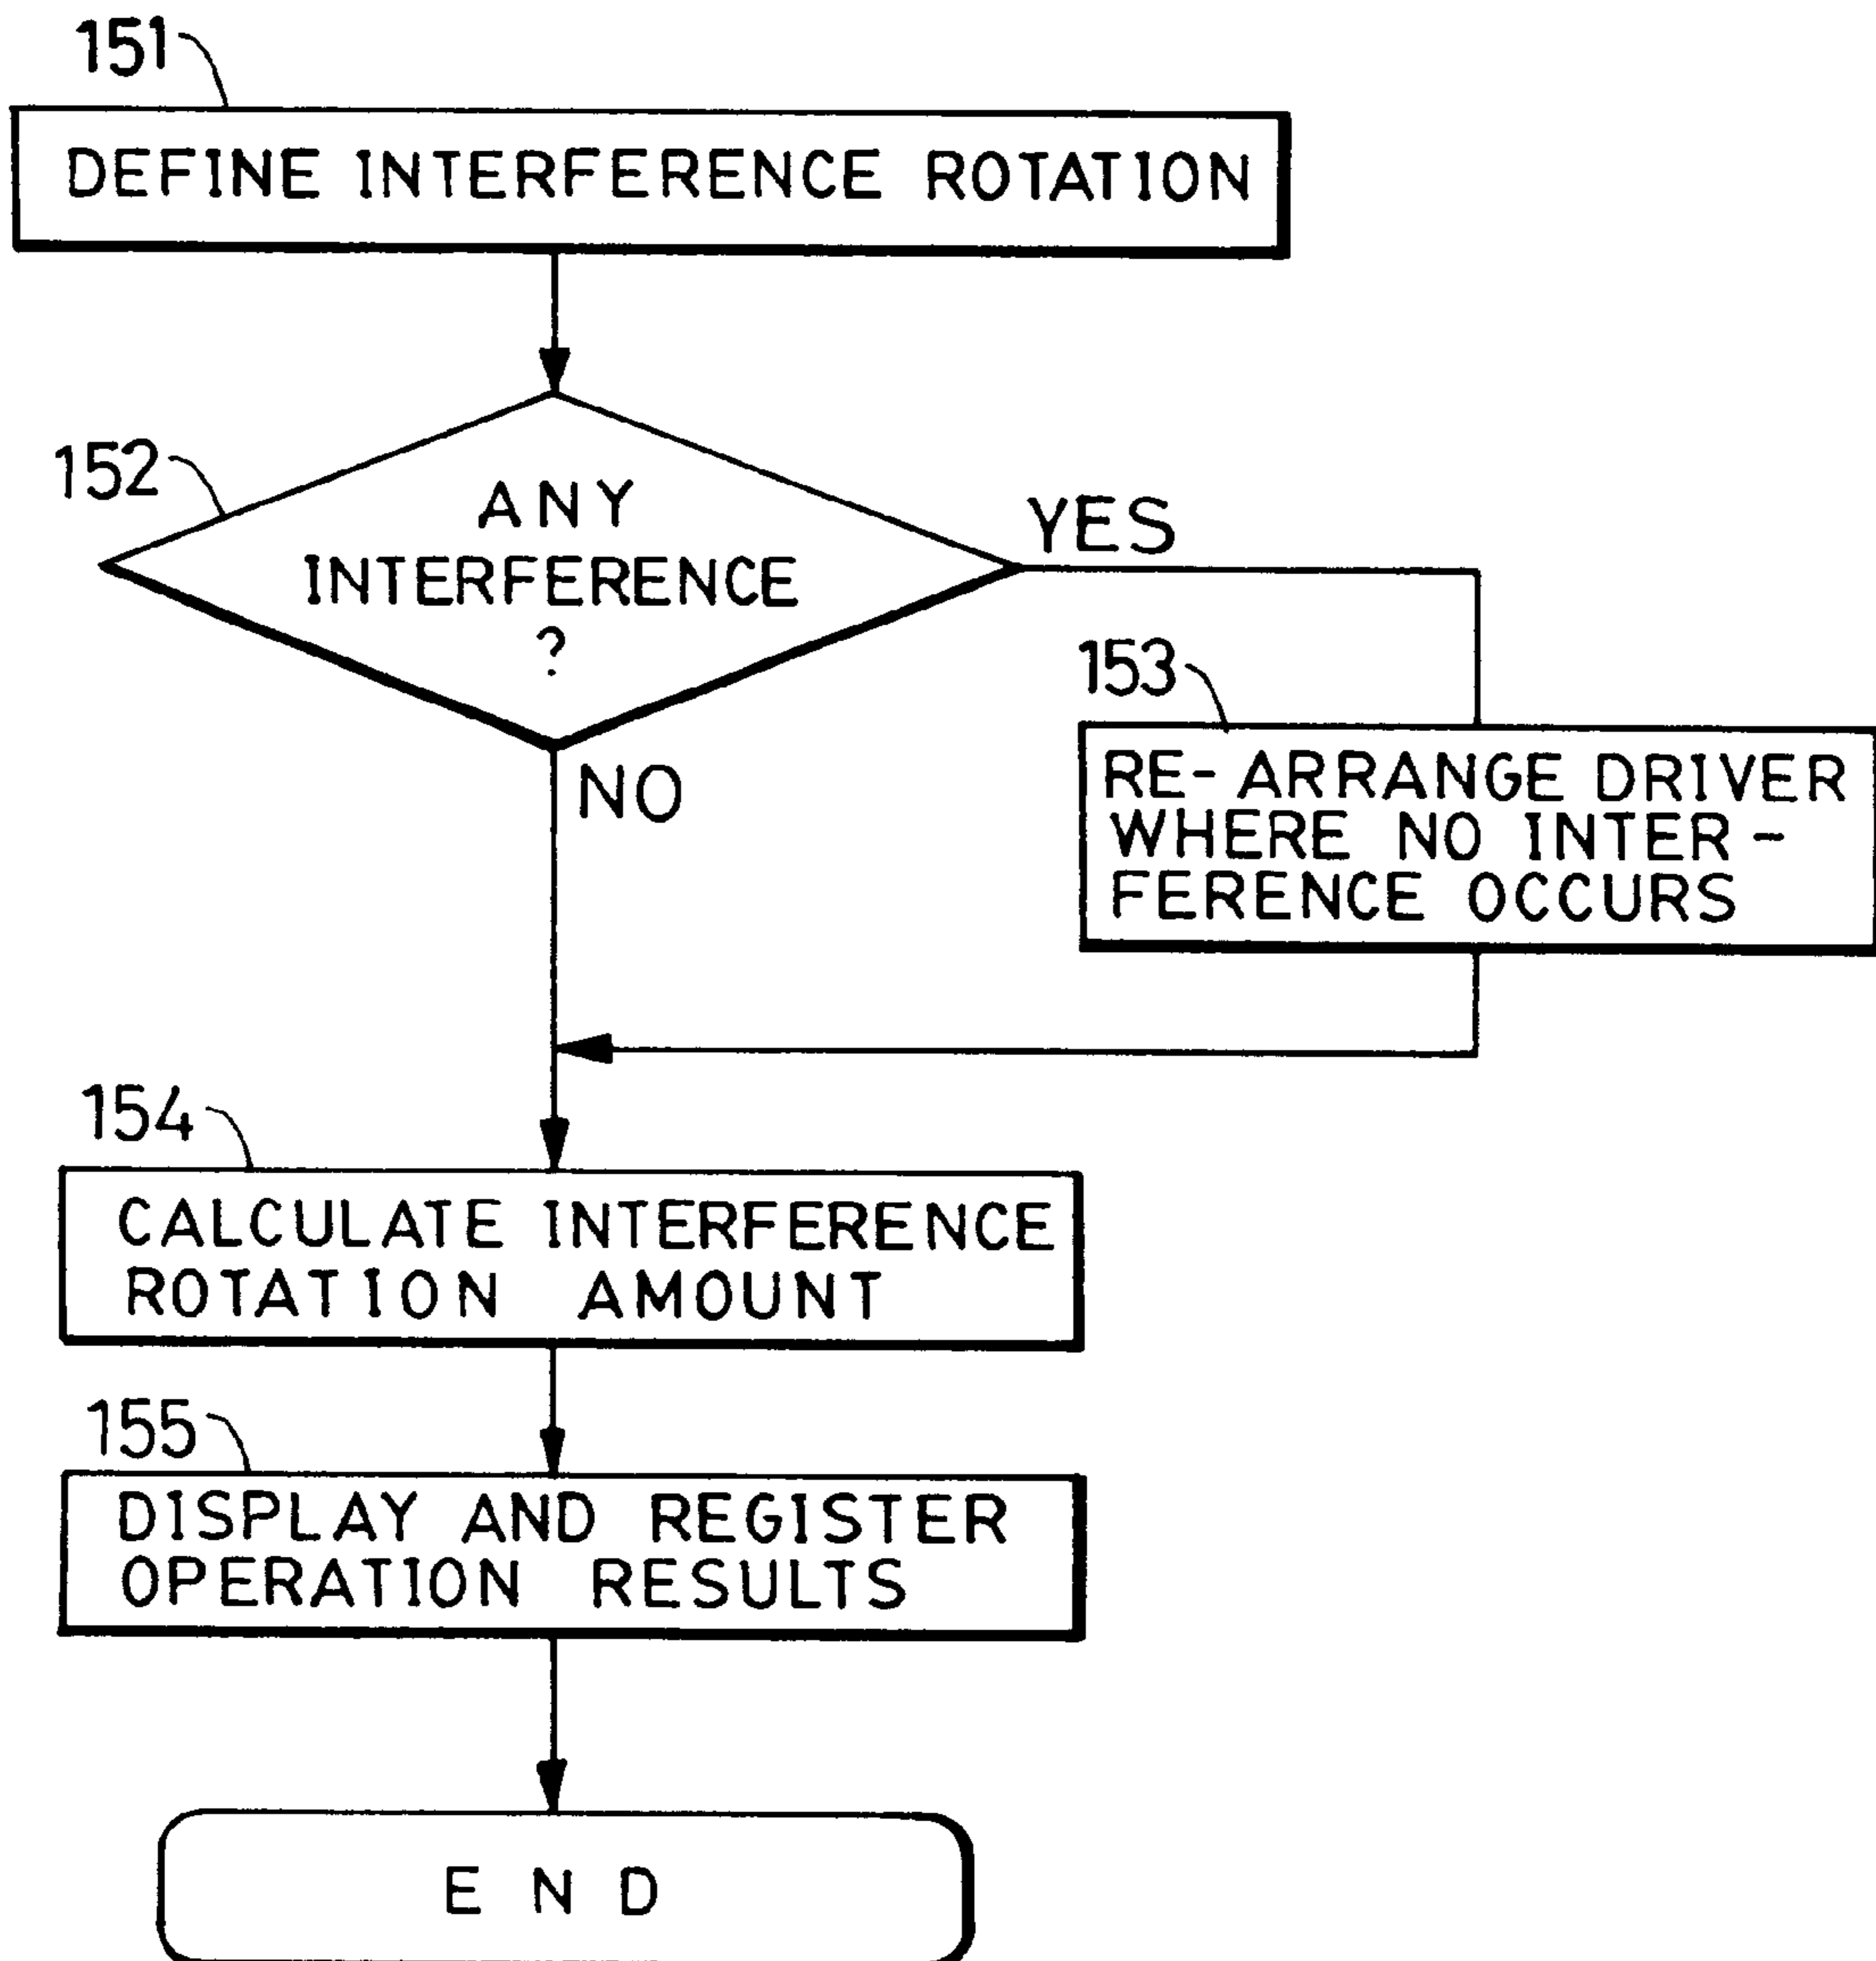 151
DEFINE INTERFERENCE ROTATION
152
ANY
INTERFERENCE
?
YES
NO
153
RE-ARRANGE DRIVER
WHERE NO INTER-
FERENCE OCCURS
154
CALCULATE INTERFERENCE
ROTATION AMOUNT
155
DISPLAY AND REGISTER
OPERATION RESULTS
END